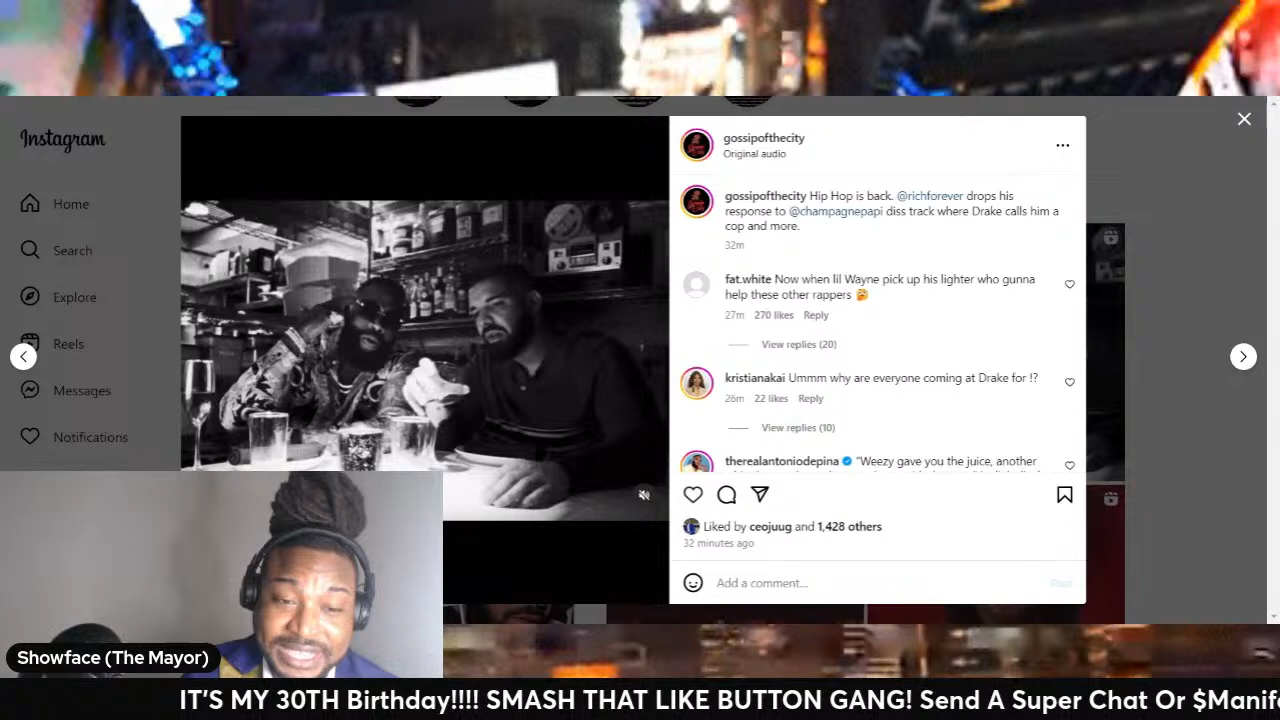 Instagram
Home
Search
Explore
Reels
Messages
Notifications
gossipofthecity
Original audio
gossipofthecity Hip Hop is back. @richforever drops his
response to @champagnepapi diss track where Drake calls him a
cop and more.
32m
fat.white Now when lil Wayne pick up his lighter who gunna
help these other rappers 🤔
27m 270 likes Reply
View replies (20)
kristianakai Ummm why are everyone coming at Drake for !?
26m 22 likes Reply
View replies (10)
therealantoniodepina "Weezy gave you the juice, another
Liked by ceojuug and 1,428 others
32 minutes ago
Add a comment...
Post
Showface (The Mayor)
IT'S MY 30TH Birthday!!!! SMASH THAT LIKE BUTTON GANG! Send A Super Chat Or $Manif